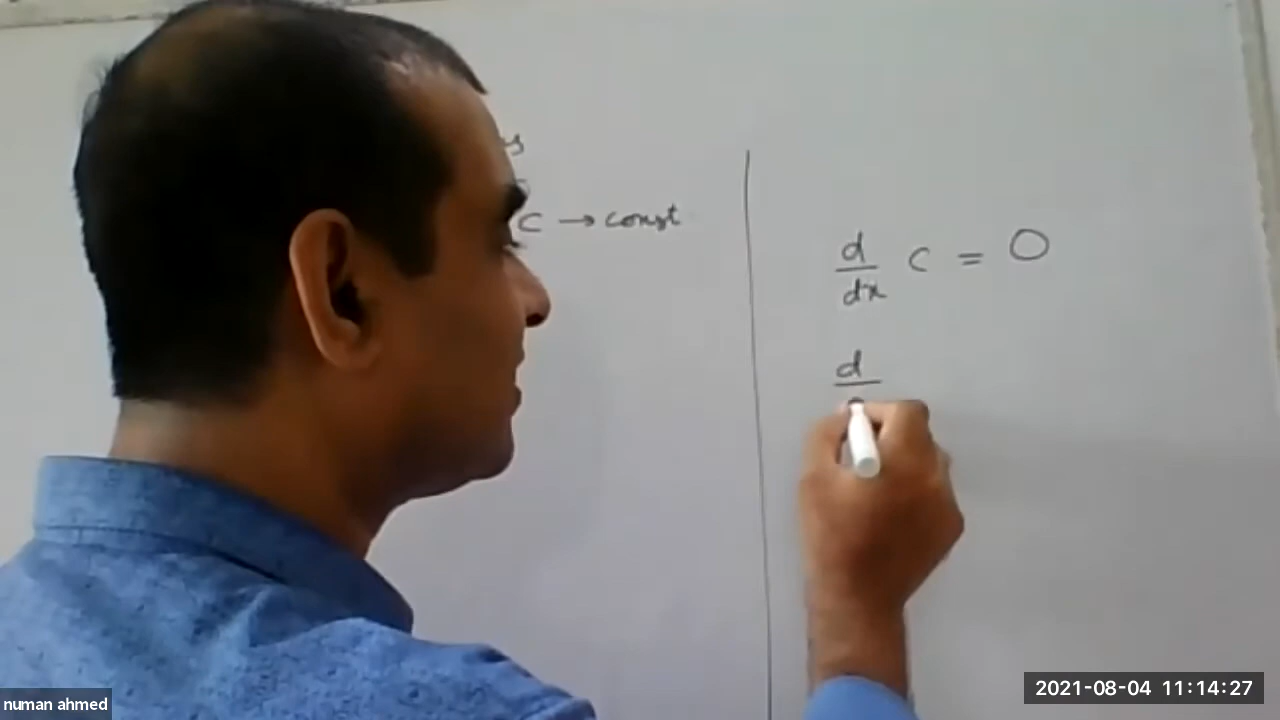 C → const
d/dx c = 0
d
numan ahmed
2021-08-04 11:14:27